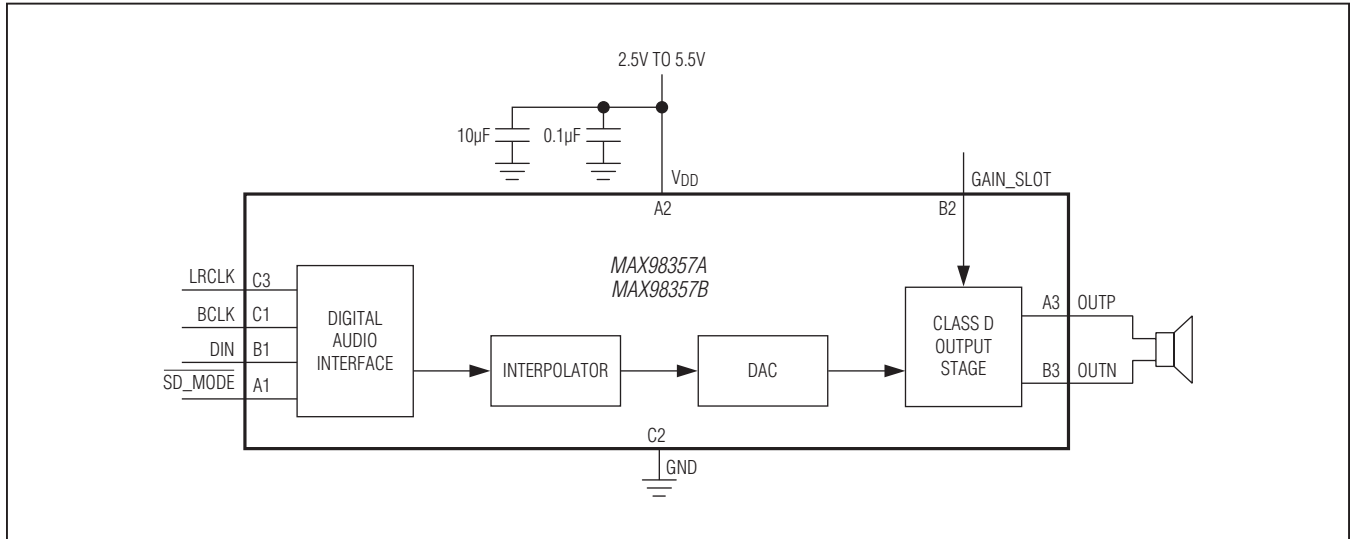 2.5V TO 5.5V
10µF
0.1µF
VDD
GAIN_SLOT
A2
B2
MAX98357A
MAX98357B
LRCLK
C3
BCLK
C1
DIN
B1
SD_MODE
A1
DIGITAL
AUDIO
INTERFACE
INTERPOLATOR
DAC
CLASS D
OUTPUT
STAGE
A3
OUTP
B3
OUTN
C2
GND